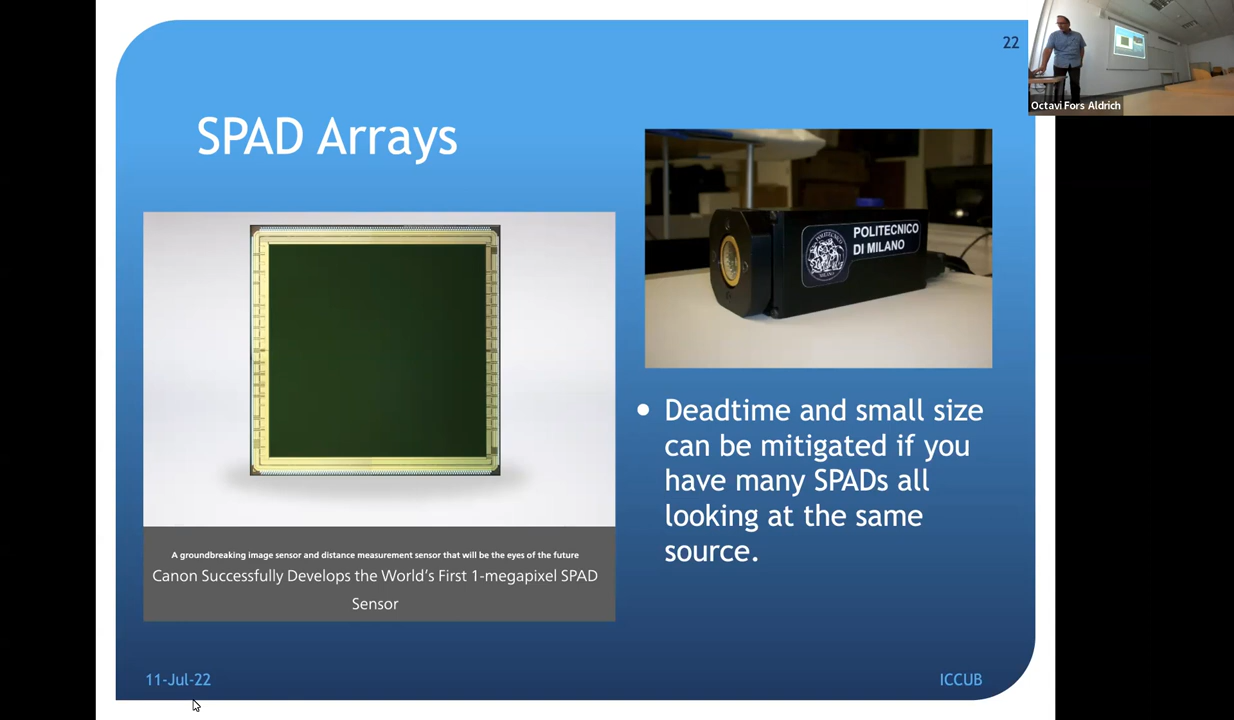 22
Octavi Fors Aldrich
SPAD Arrays
POLITECNICO
DI MILANO
A groundbreaking image sensor and distance measurement sensor that will be the eyes of the future
Canon Successfully Develops the World's First 1-megapixel SPAD
Sensor
• Deadtime and small size
can be mitigated if you
have many SPADs all
looking at the same
source.
11-Jul-22
ICCUB